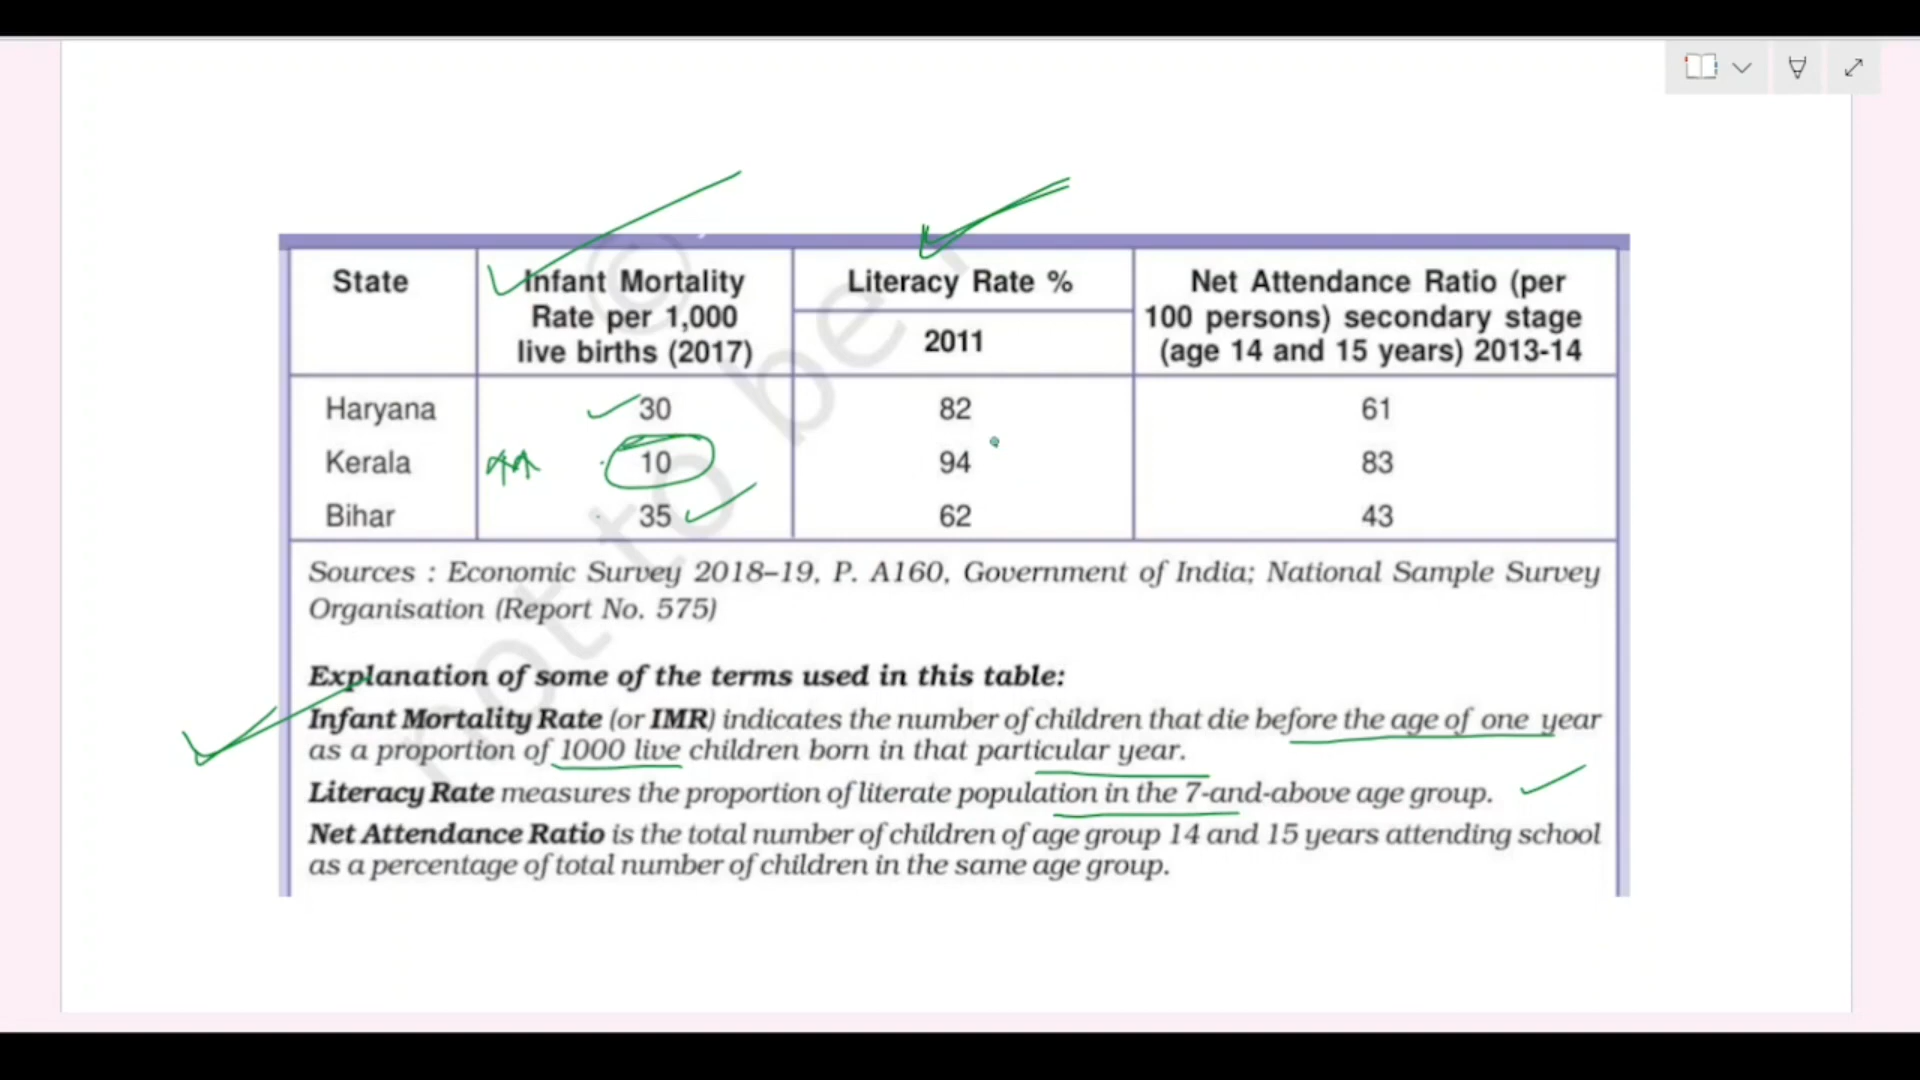 State
Infant Mortality
Rate per 1,000
live births (2017)
Literacy Rate %
2011
Net Attendance Ratio (per
100 persons) secondary stage
(age 14 and 15 years) 2013-14
Haryana 30 82 61
Kerala 10 94 83
Bihar 35 62 43
Sources : Economic Survey 2018–19, P. A160, Government of India; National Sample Survey
Organisation (Report No. 575)
Explanation of some of the terms used in this table:
Infant Mortality Rate (or IMR) indicates the number of children that die before the age of one year
as a proportion of 1000 live children born in that particular year.
Literacy Rate measures the proportion of literate population in the 7-and-above age group.
Net Attendance Ratio is the total number of children of age group 14 and 15 years attending school
as a percentage of total number of children in the same age group.
©
not to be r